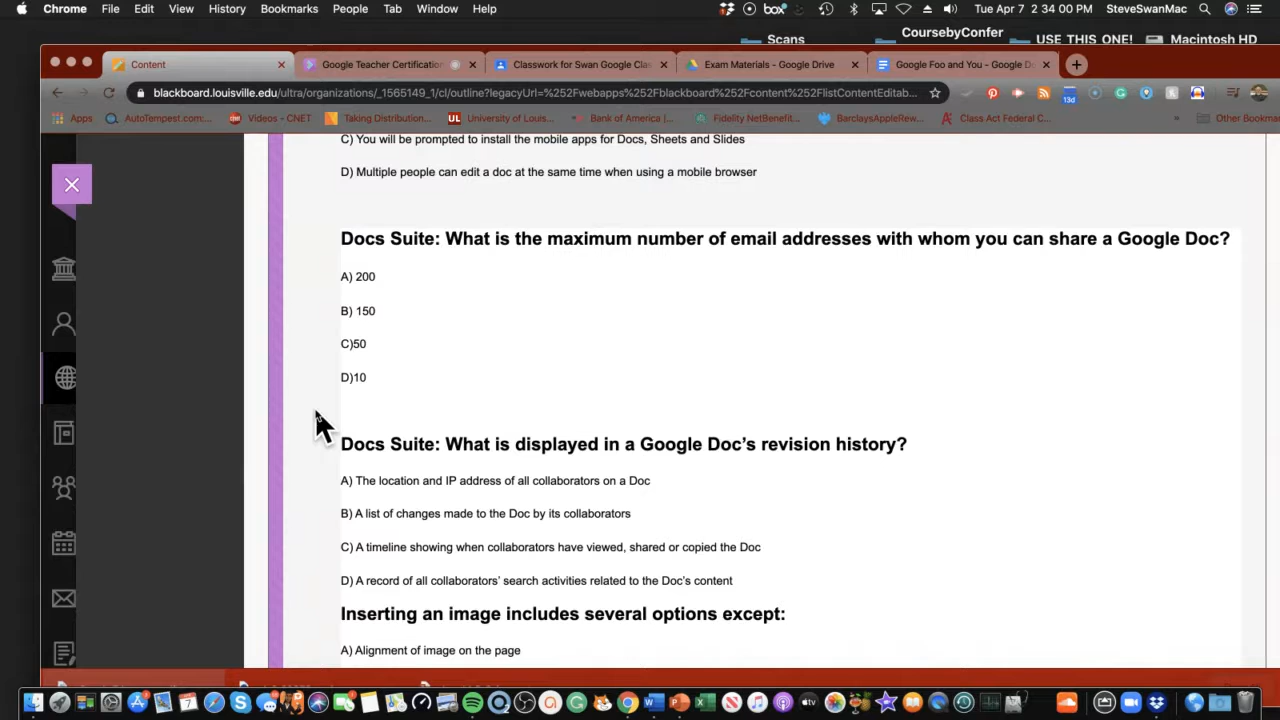 Chrome File Edit View History Bookmarks People Tab Window Help
box
Tue Apr 7 2 34 00 PM SteveSwanMac
Scans
CoursebyConfer
USE THIS ONE!
Macintosh HD
Content
Google Teacher Certification
Classwork for Swan Google Cla
Exam Materials - Google Drive
Google Foo and You - Google D
blackboard.louisville.edu/ultra/organizations/_1565149_1/cl/outline?legacyUrl=%252Fwebapps%252Fblackboard%252Fcontent%252FlistContentEditab...
13d
Apps
AutoTempest.com:...
Videos - CNET
Taking Distribution...
UL University of Louis...
Bank of America |...
Fidelity NetBenefit...
BarclaysAppleRew...
Class Act Federal C...
»
Other Bookmar
C) You will be prompted to install the mobile apps for Docs, Sheets and Slides
D) Multiple people can edit a doc at the same time when using a mobile browser
Docs Suite: What is the maximum number of email addresses with whom you can share a Google Doc?
A) 200
B) 150
C)50
D)10
Docs Suite: What is displayed in a Google Doc’s revision history?
A) The location and IP address of all collaborators on a Doc
B) A list of changes made to the Doc by its collaborators
C) A timeline showing when collaborators have viewed, shared or copied the Doc
D) A record of all collaborators’ search activities related to the Doc’s content
Inserting an image includes several options except:
A) Alignment of image on the page